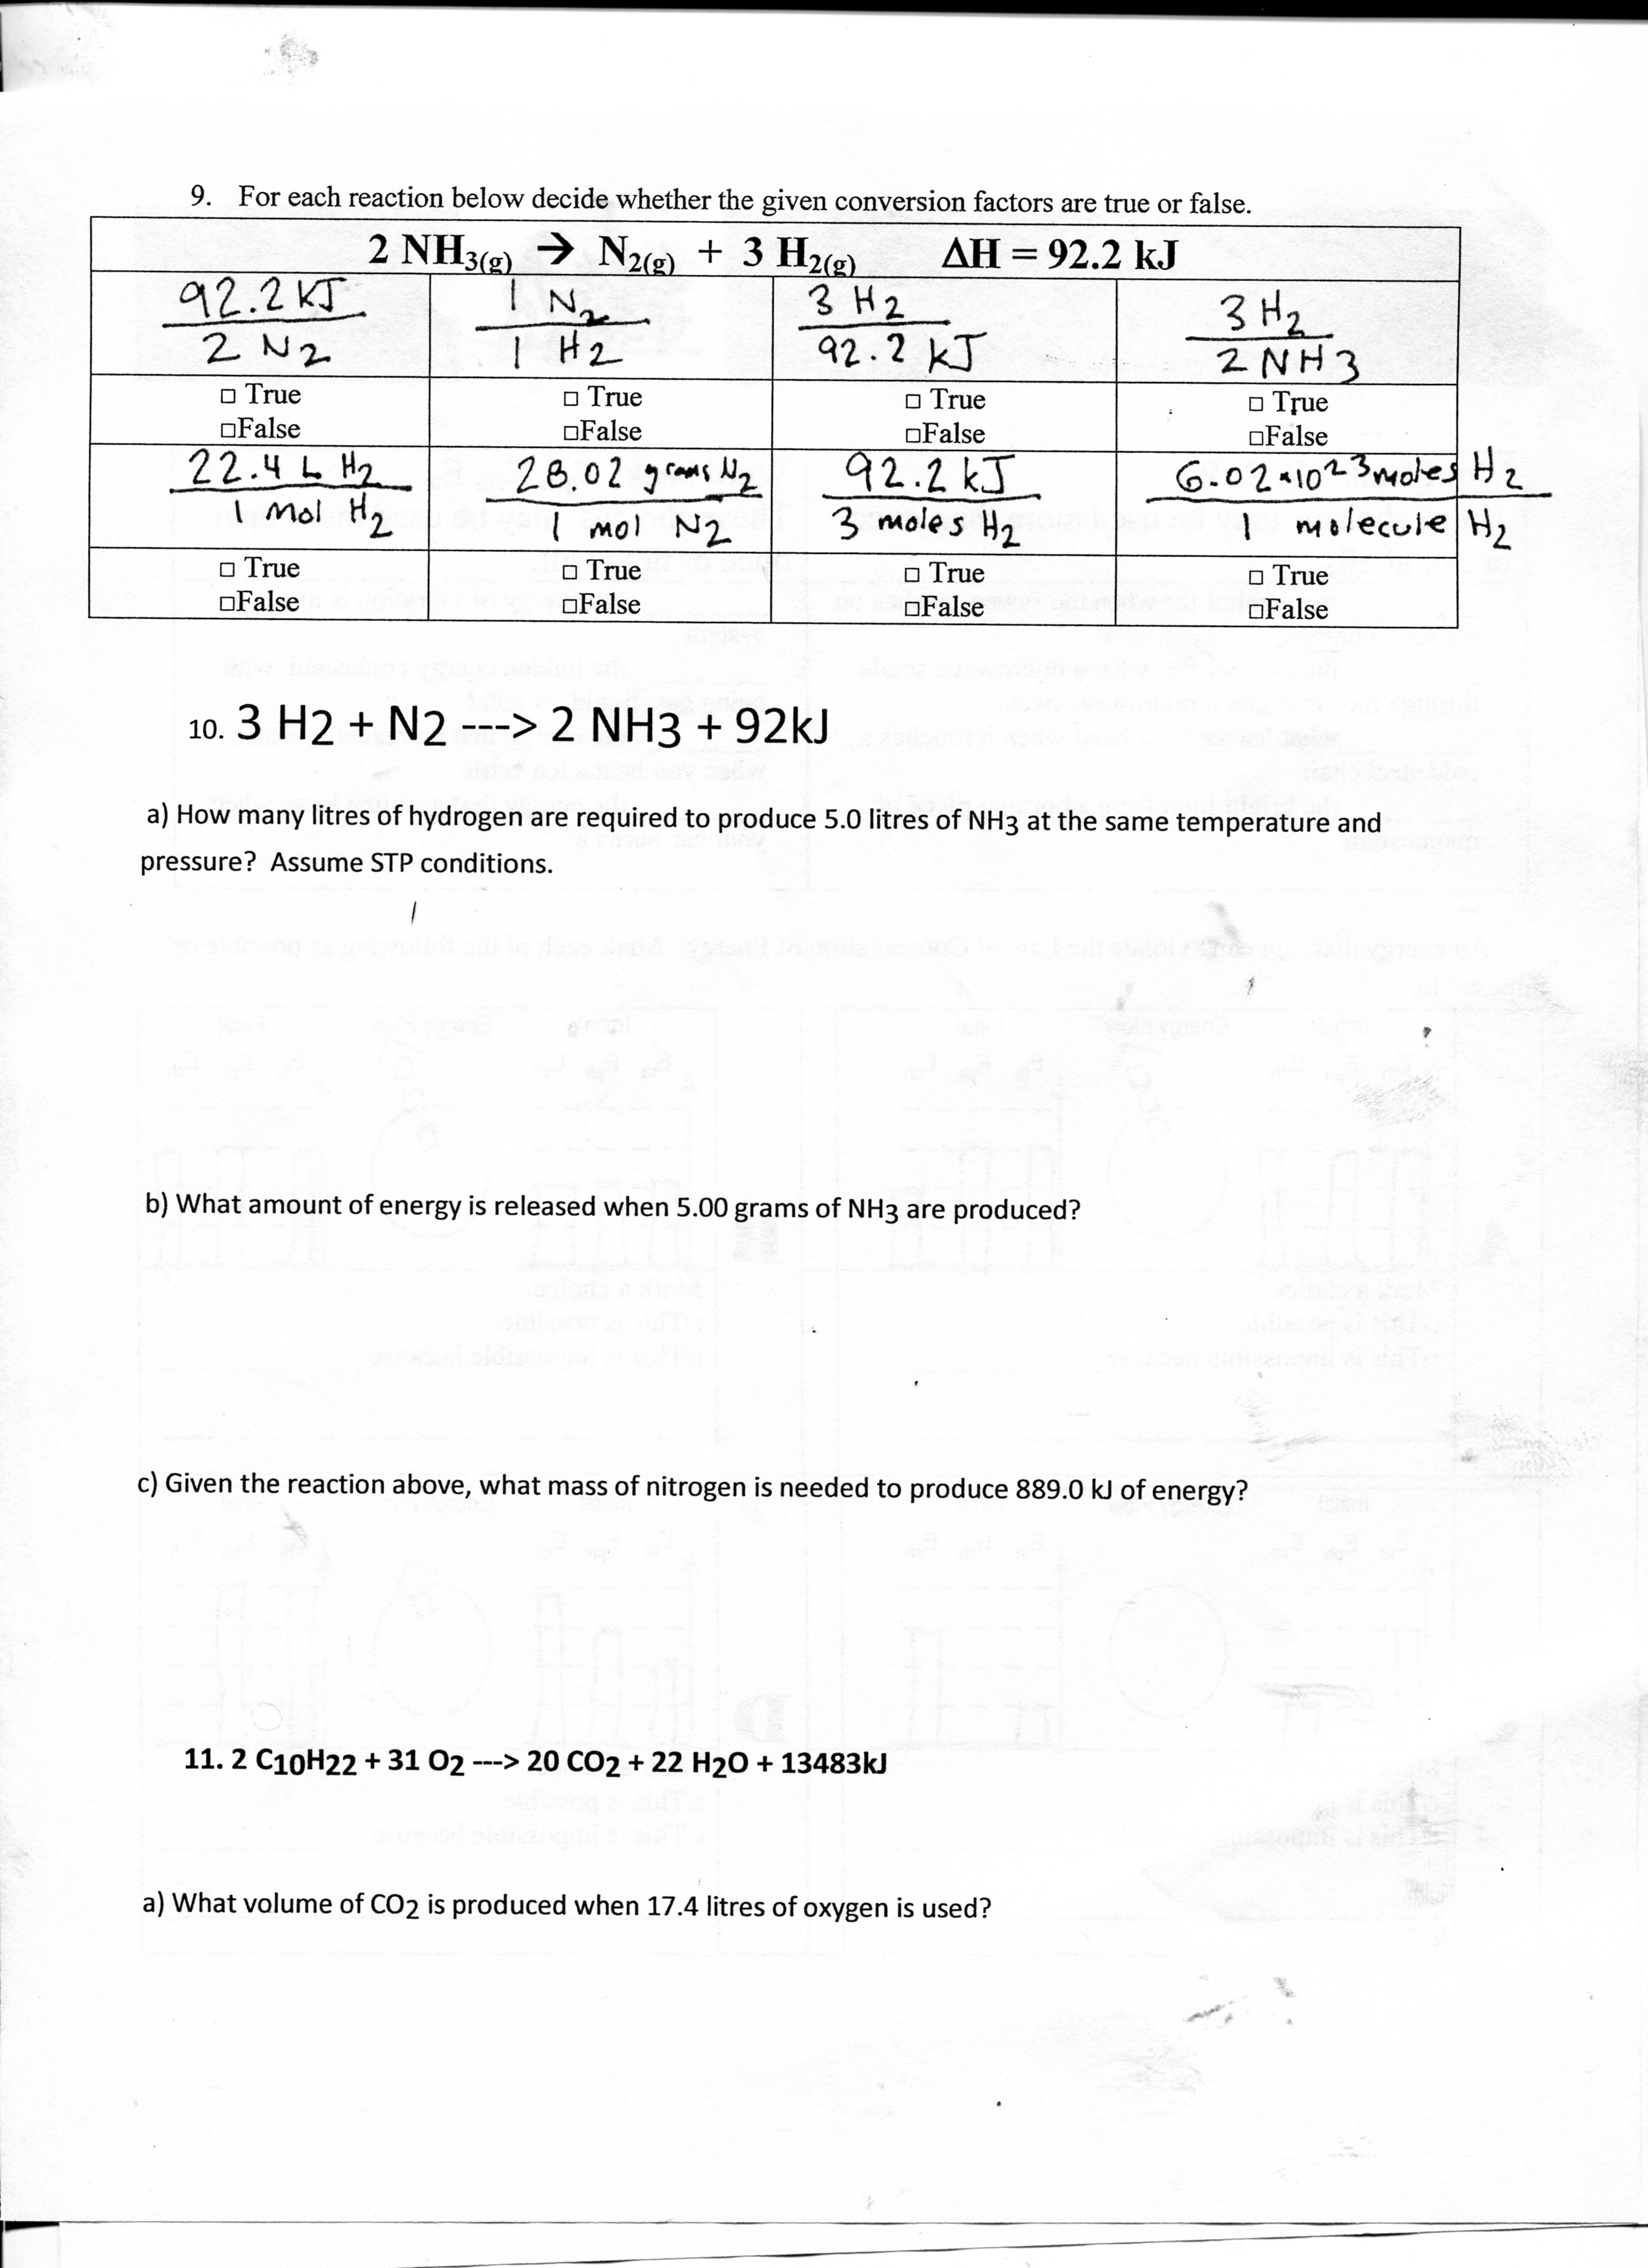 9. For each reaction below decide whether the given conversion factors are true or false.
2 NH3(g) → N2(g) + 3 H2(g) ΔH = 92.2 kJ
92.2 kJ 1 N2 3 H2 3 H2
2 N2 1 H2 92.2 kJ 2 NH3
□ True □ True □ True □ True
□False □False □False □False
22.4 L H2 28.02 grams N2 92.2 kJ 6.02×10^23 moles H2
1 mol H2 1 mol N2 3 moles H2 1 molecule H2
□ True □ True □ True □ True
□False □False □False □False
10. 3 H2 + N2 ---> 2 NH3 + 92kJ
a) How many litres of hydrogen are required to produce 5.0 litres of NH3 at the same temperature and
pressure? Assume STP conditions.
b) What amount of energy is released when 5.00 grams of NH3 are produced?
c) Given the reaction above, what mass of nitrogen is needed to produce 889.0 kJ of energy?
11. 2 C10H22 + 31 O2 ---> 20 CO2 + 22 H2O + 13483kJ
a) What volume of CO2 is produced when 17.4 litres of oxygen is used?